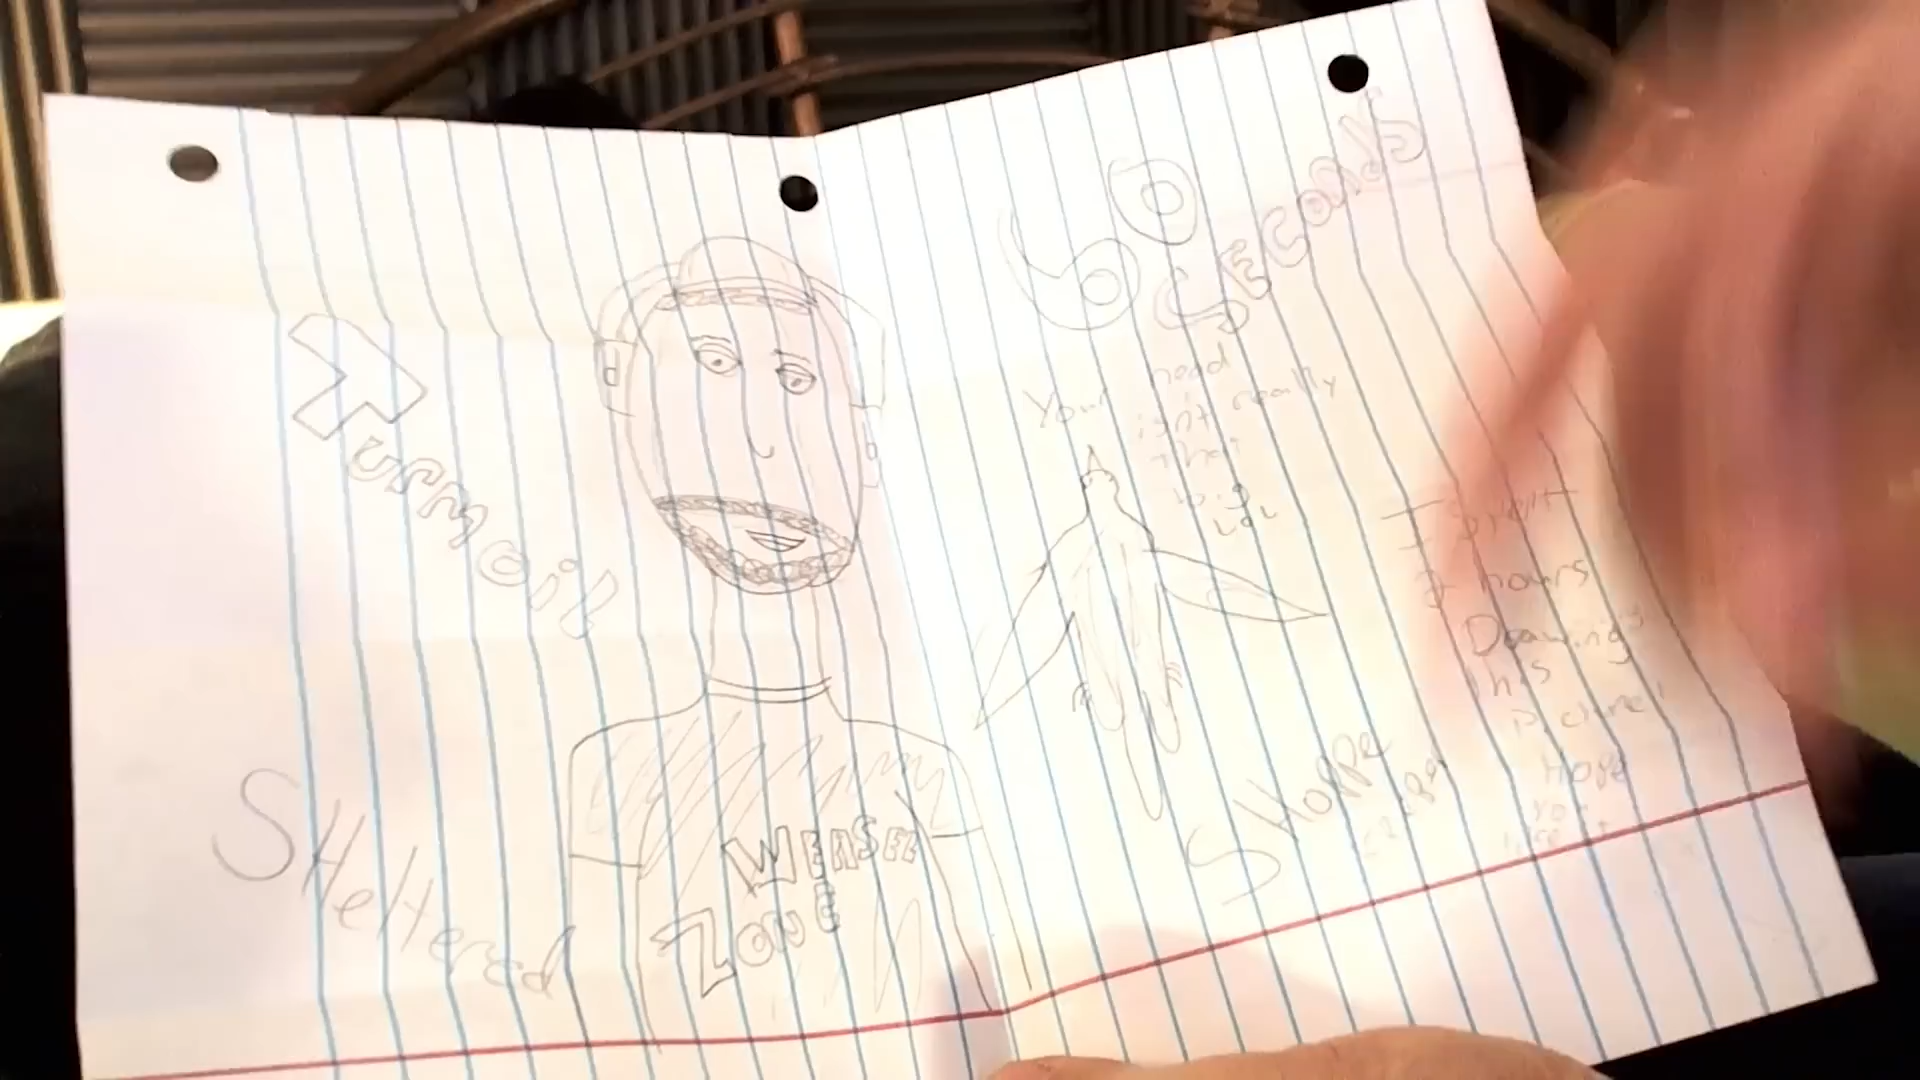 Turmoil
Sheltered
WEASEL
ZONE
60
SEconds
Your head
isnt really
that
big
LOL
I spent
2 hours
Drawing
this
picture!
Hope
you
SHoppe